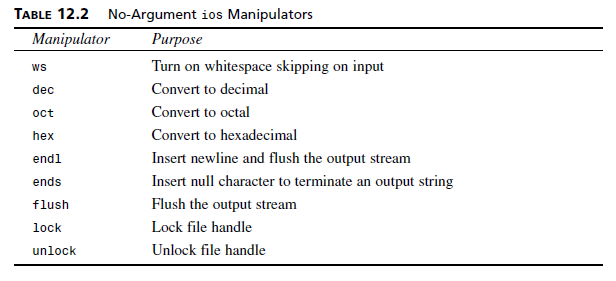 TABLE 12.2 No-Argument ios Manipulators
Manipulator Purpose
ws Turn on whitespace skipping on input
dec Convert to decimal
oct Convert to octal
hex Convert to hexadecimal
endl Insert newline and flush the output stream
ends Insert null character to terminate an output string
flush Flush the output stream
lock Lock file handle
unlock Unlock file handle